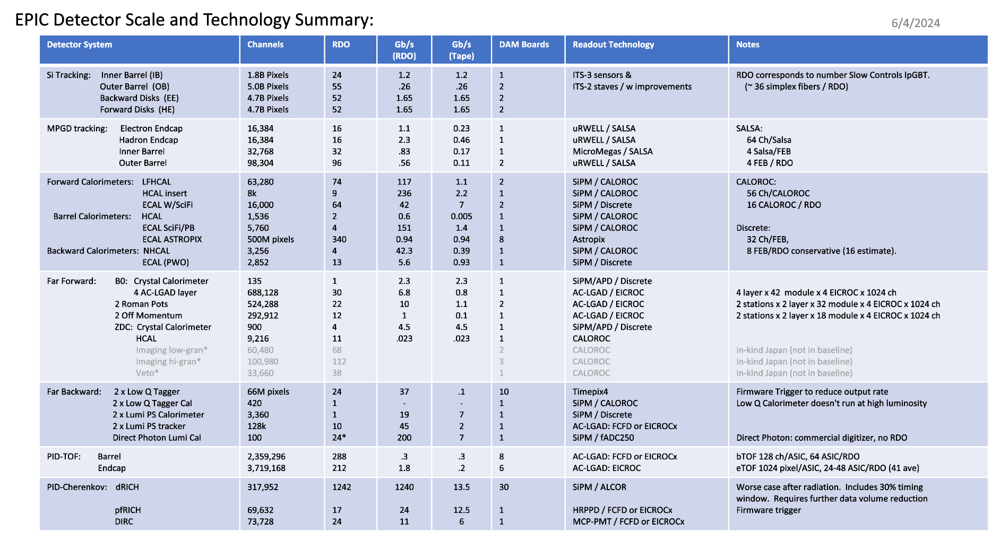 EPIC Detector Scale and Technology Summary:
6/4/2024
Detector System Channels RDO Gb/s (RDO) Gb/s (Tape) DAM Boards Readout Technology Notes
Si Tracking: Inner Barrel (IB) 1.8B Pixels 24 1.2 1.2 1 ITS-3 sensors & RDO corresponds to number Slow Controls lpGBT.
Outer Barrel (OB) 5.0B Pixels 55 .26 .26 2 ITS-2 staves / w improvements (~ 36 simplex fibers / RDO)
Backward Disks (EE) 4.7B Pixels 52 1.65 1.65 2
Forward Disks (HE) 4.7B Pixels 52 1.65 1.65 2
MPGD tracking: Electron Endcap 16,384 16 1.1 0.23 1 uRWELL / SALSA SALSA:
Hadron Endcap 16,384 16 2.3 0.46 1 uRWELL / SALSA 64 Ch/Salsa
Inner Barrel 32,768 32 .83 0.17 1 MicroMegas / SALSA 4 Salsa/FEB
Outer Barrel 98,304 96 .56 0.11 2 uRWELL / SALSA 4 FEB / RDO
Forward Calorimeters: LFHCAL 63,280 74 117 1.1 2 SiPM / CALOROC CALOROC:
HCAL insert 8k 9 236 2.2 1 SiPM / CALOROC 56 Ch/CALOROC
ECAL W/SciFi 16,000 64 42 7 2 SiPM / Discrete 16 CALOROC / RDO
Barrel Calorimeters: HCAL 1,536 2 0.6 0.005 1 SiPM / CALOROC
ECAL SciFi/PB 5,760 4 151 1.4 1 SiPM / CALOROC Discrete:
ECAL ASTROPIX 500M pixels 340 0.94 0.94 8 Astropix 32 Ch/FEB,
Backward Calorimeters: NHCAL 3,256 4 42.3 0.39 1 SiPM / CALOROC 8 FEB/RDO conservative (16 estimate).
ECAL (PWO) 2,852 13 5.6 0.93 1 SiPM / Discrete
Far Forward: B0: Crystal Calorimeter 135 1 2.3 2.3 1 SiPM/APD / Discrete
4 AC-LGAD layer 688,128 30 6.8 0.8 1 AC-LGAD / EICROC 4 layer x 42 module x 4 EICROC x 1024 ch
2 Roman Pots 524,288 22 10 1.1 2 AC-LGAD / EICROC 2 stations x 2 layer x 32 module x 4 EICROC x 1024 ch
2 Off Momentum 292,912 12 1 0.1 1 AC-LGAD / EICROC 2 stations x 2 layer x 18 module x 4 EICROC x 1024 ch
ZDC: Crystal Calorimeter 900 4 4.5 4.5 1 SiPM/APD / Discrete
HCAL 9,216 11 .023 .023 1 CALOROC
Imaging low-gran* 60,480 68 2 CALOROC In-kind Japan (not in baseline)
Imaging hi-gran* 100,980 112 3 CALOROC In-kind Japan (not in baseline)
Veto* 33,660 38 1 CALOROC In-kind Japan (not in baseline)
Far Backward: 2 x Low Q Tagger 66M pixels 24 37 .1 10 Timepix4 Firmware Trigger to reduce output rate
2 x Low Q Tagger Cal 420 1 - - 1 SiPM / CALOROC Low Q Calorimeter doesn't run at high luminosity
2 x Lumi PS Calorimeter 3,360 1 19 7 1 SiPM / Discrete
2 x Lumi PS tracker 128k 10 45 2 1 AC-LGAD: FCFD or EICROCx
Direct Photon Lumi Cal 100 24* 200 7 1 SiPM / fADC250 Direct Photon: commercial digitizer, no RDO
PID-TOF: Barrel 2,359,296 288 .3 .3 8 AC-LGAD: FCFD or EICROCx bTOF 128 ch/ASIC, 64 ASIC/RDO
Endcap 3,719,168 212 1.8 .2 6 AC-LGAD: EICROC eTOF 1024 pixel/ASIC, 24-48 ASIC/RDO (41 ave)
PID-Cherenkov: dRICH 317,952 1242 1240 13.5 30 SiPM / ALCOR Worse case after radiation. Includes 30% timing
window. Requires further data volume reduction
pfRICH 69,632 17 24 12.5 1 HRPPD / FCFD or EICROCx Firmware trigger
DIRC 73,728 24 11 6 1 MCP-PMT / FCFD or EICROCx